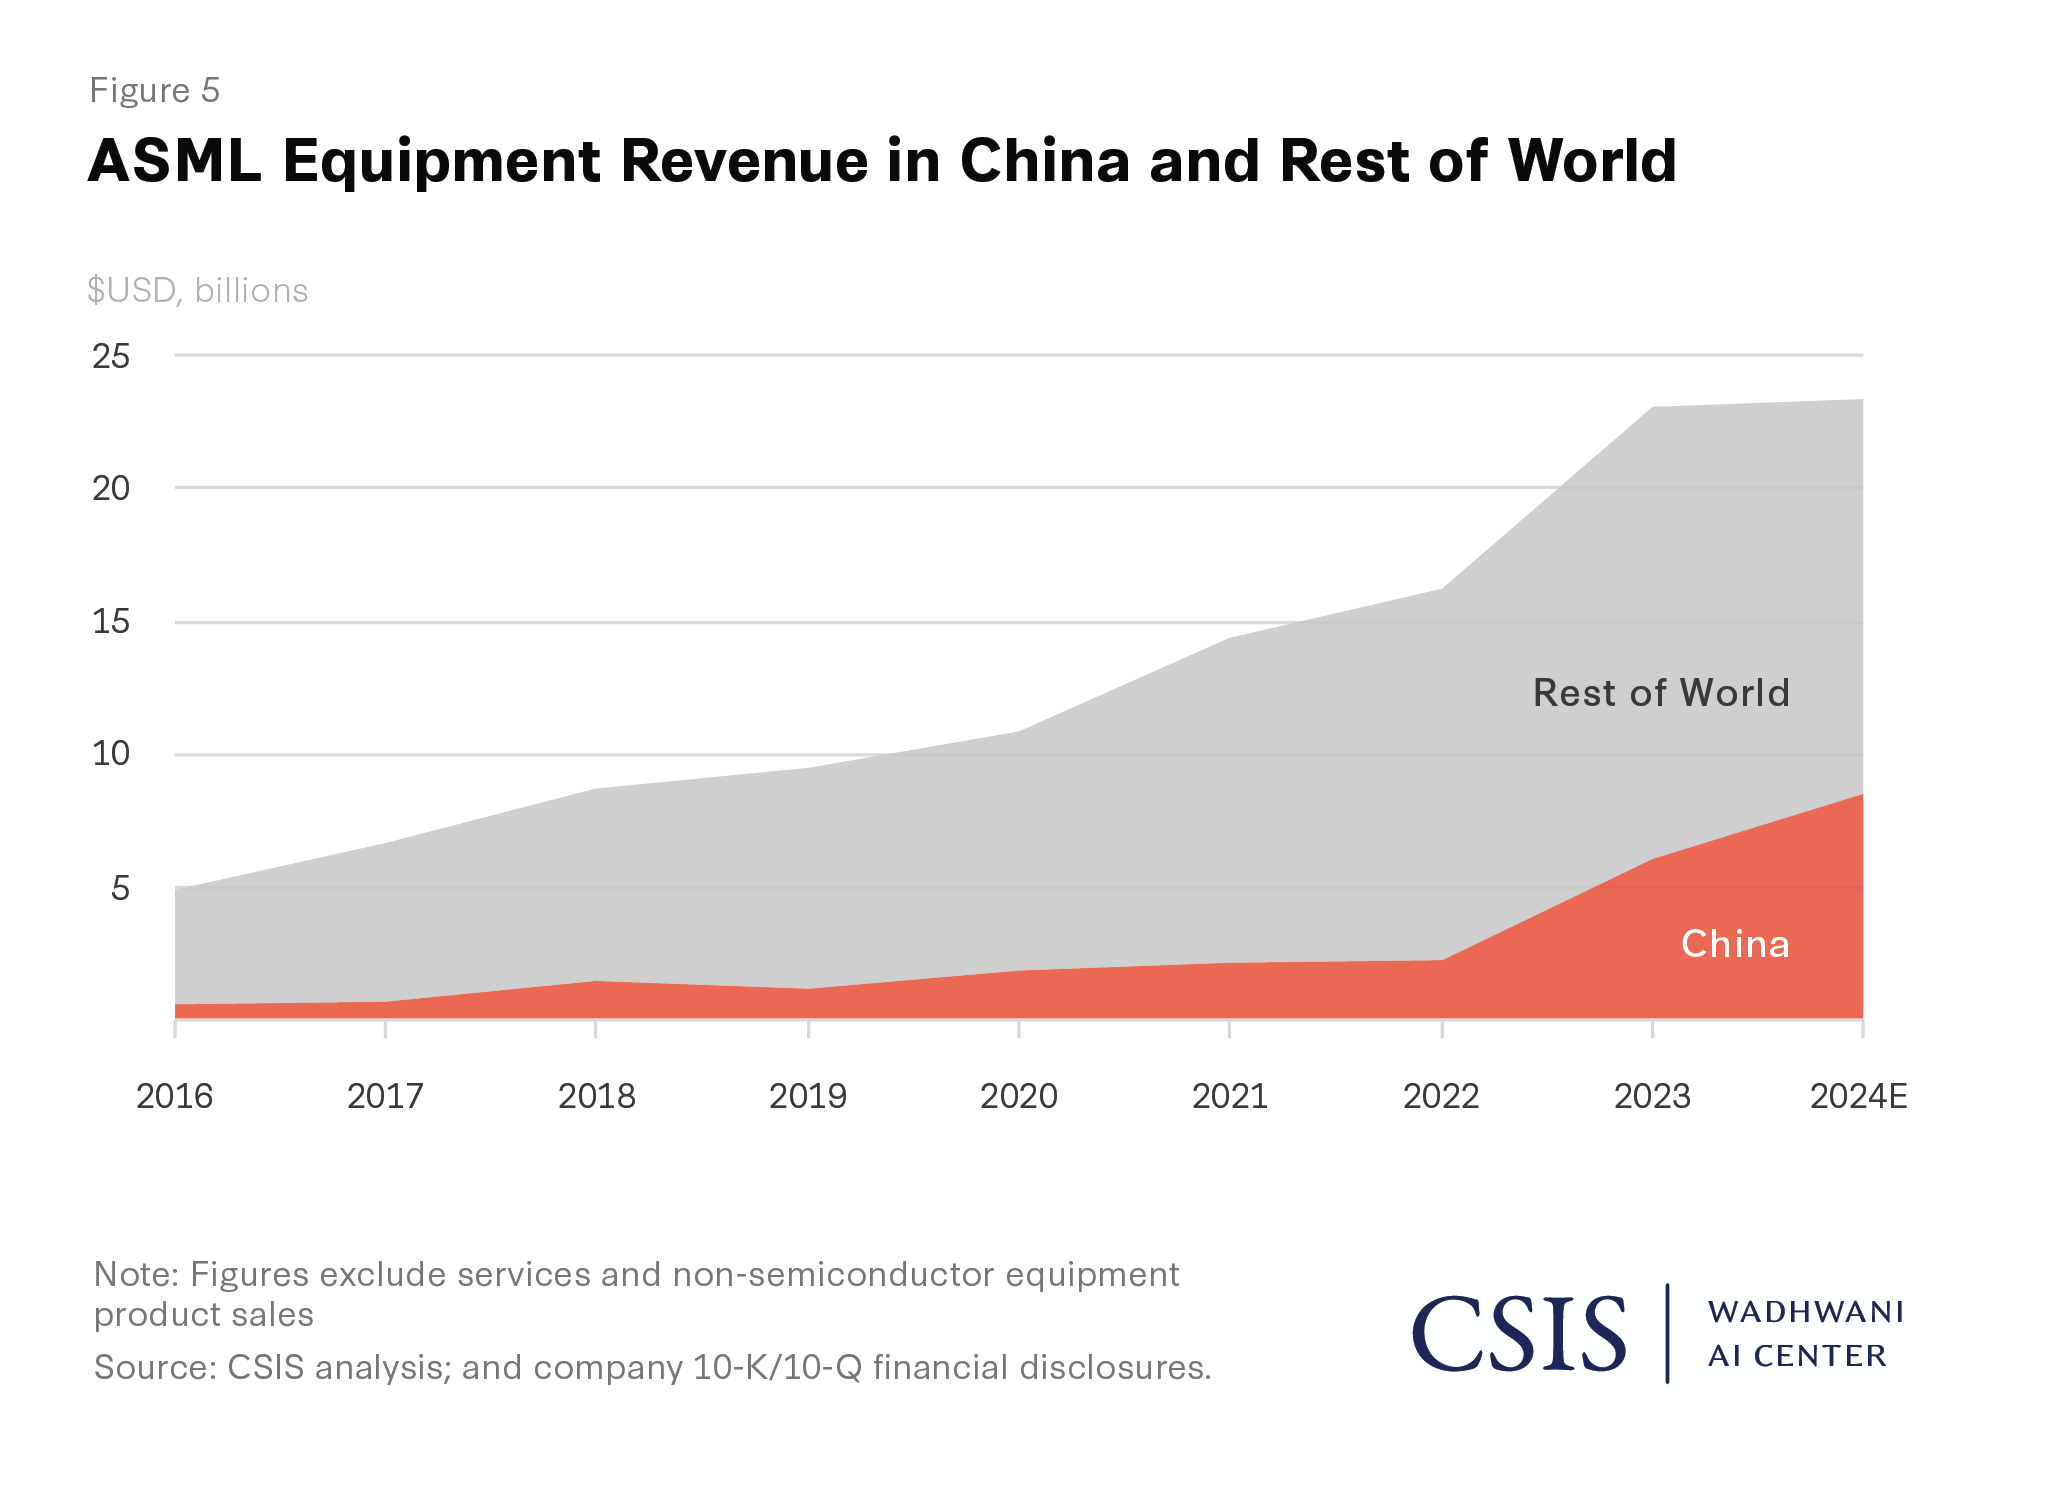 Figure 5
ASML Equipment Revenue in China and Rest of World
$USD, billions
25
20
15
10
5
Rest of World
China
2016 2017 2018 2019 2020 2021 2022 2023 2024E
Note: Figures exclude services and non-semiconductor equipment
product sales
Source: CSIS analysis; and company 10-K/10-Q financial disclosures.
CSIS
WADHWANI
AI CENTER